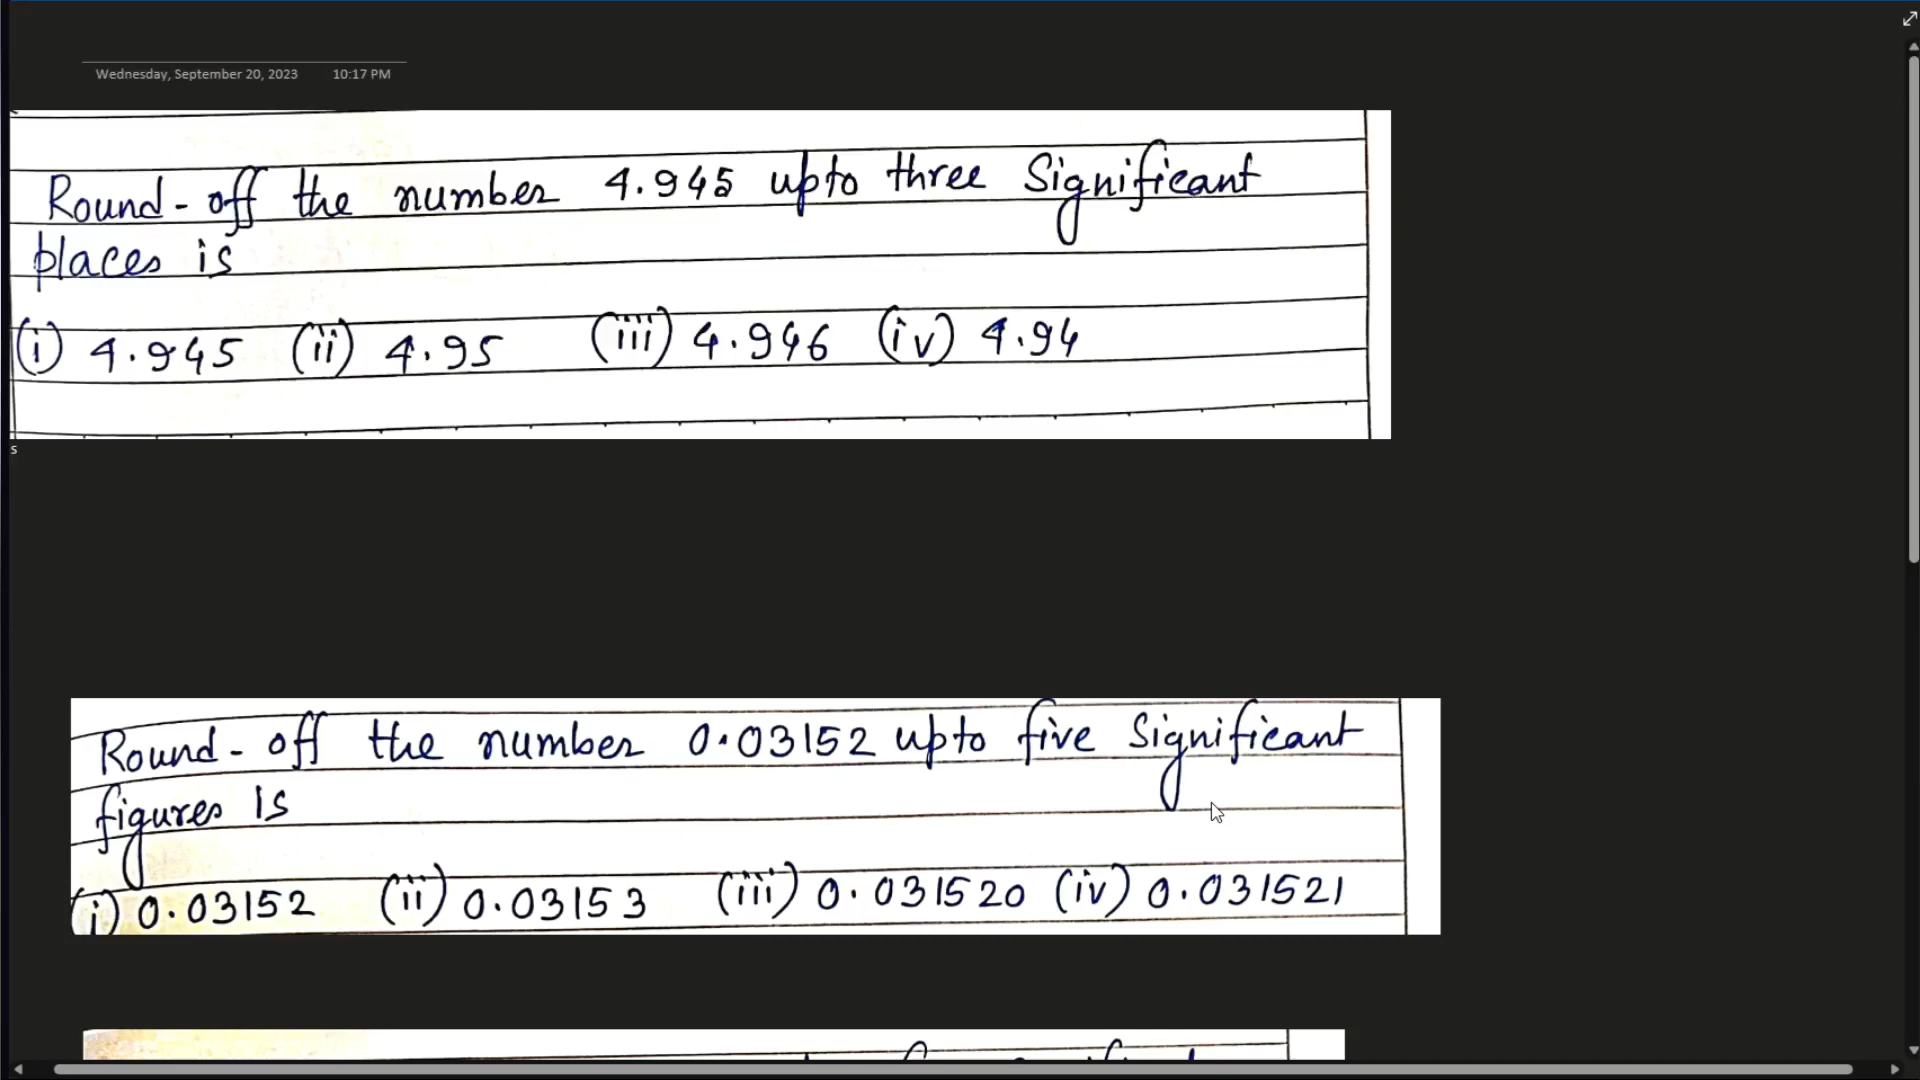 Wednesday, September 20, 2023 10:17 PM
Round-off the number 4.945 upto three Significant
places is
(i) 4.945 (ii) 4.95 (iii) 4.946 (iv) 4.94
s
Round-off the number 0.03152 upto five Significant
figures Is
(i) 0.03152 (ii) 0.03153 (iii) 0.031520 (iv) 0.031521